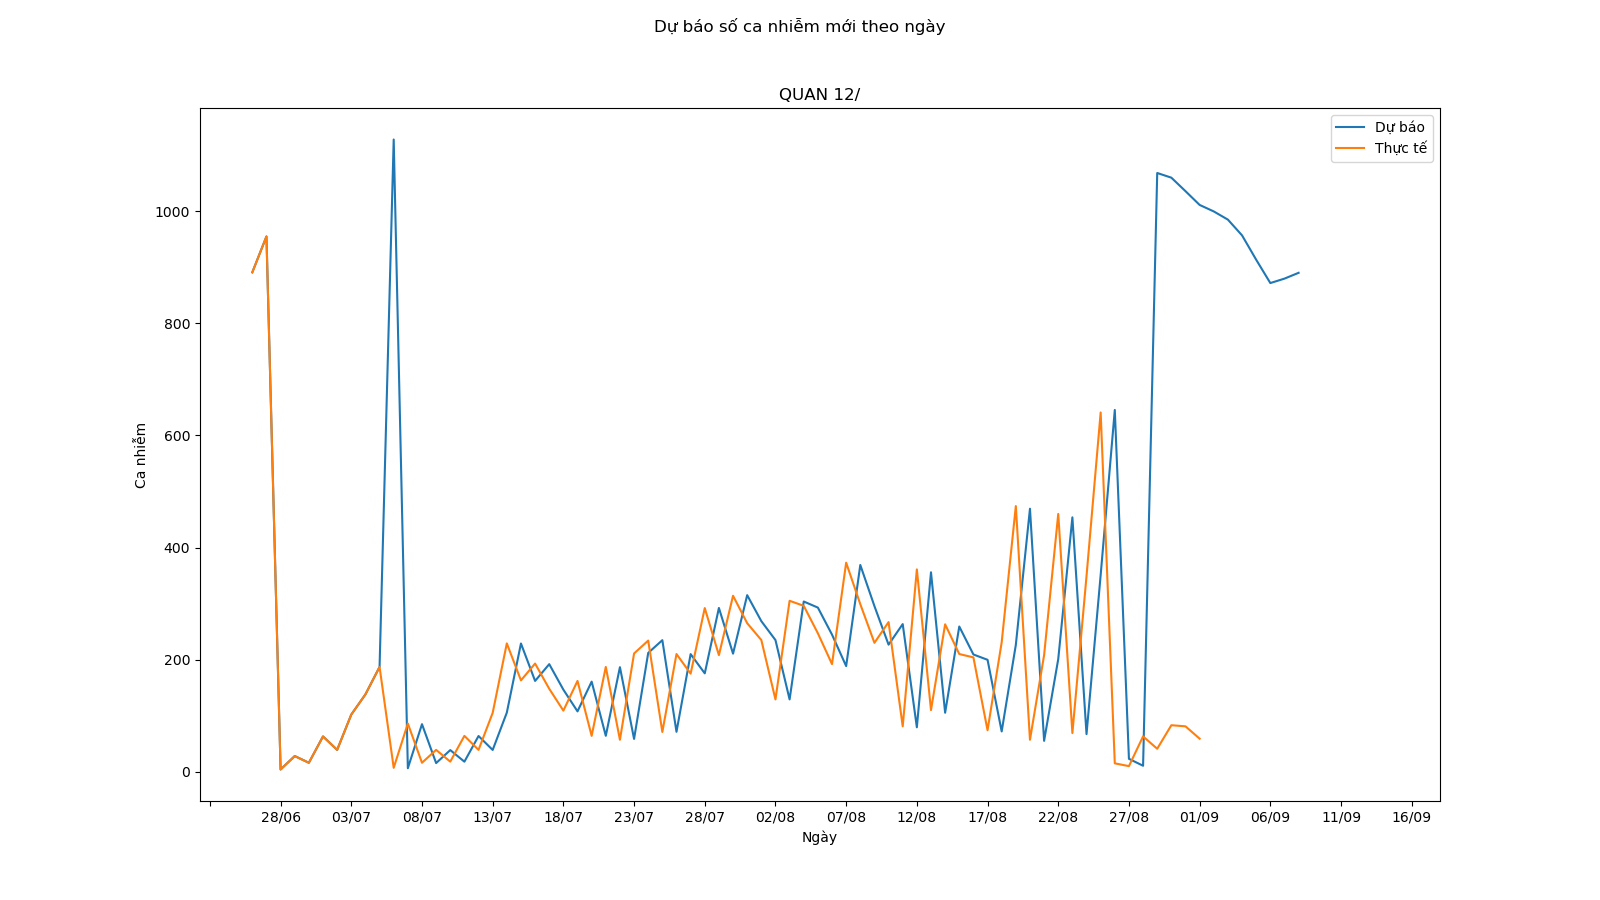 Dự báo số ca nhiễm mới theo ngày
QUAN 12/
Dự báo
Thực tế
1000
800
600
400
200
0
Ca nhiễm
28/06 03/07 08/07 13/07 18/07 23/07 28/07 02/08 07/08 12/08 17/08 22/08 27/08 01/09 06/09 11/09 16/09
Ngày